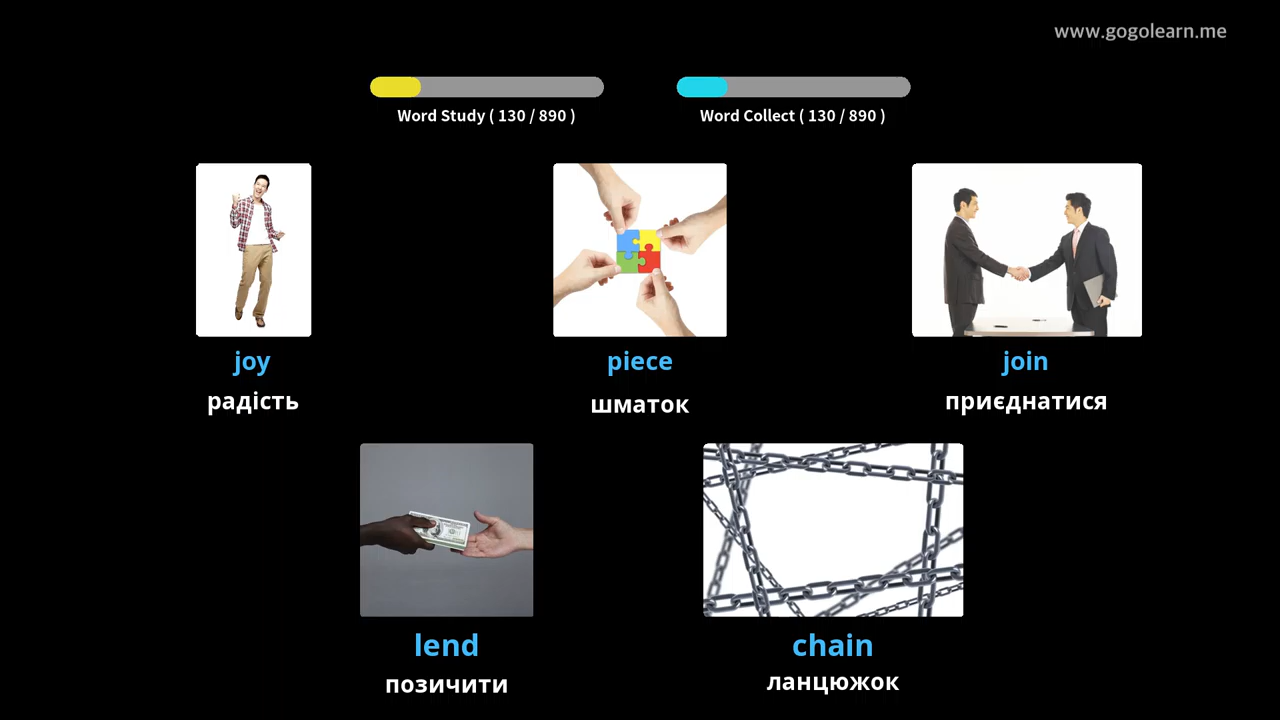 www.gogolearn.me
Word Study ( 130 / 890 )
Word Collect ( 130 / 890 )
joy
piece
join
радість
шматок
приєднатися
lend
chain
позичити
ланцюжок